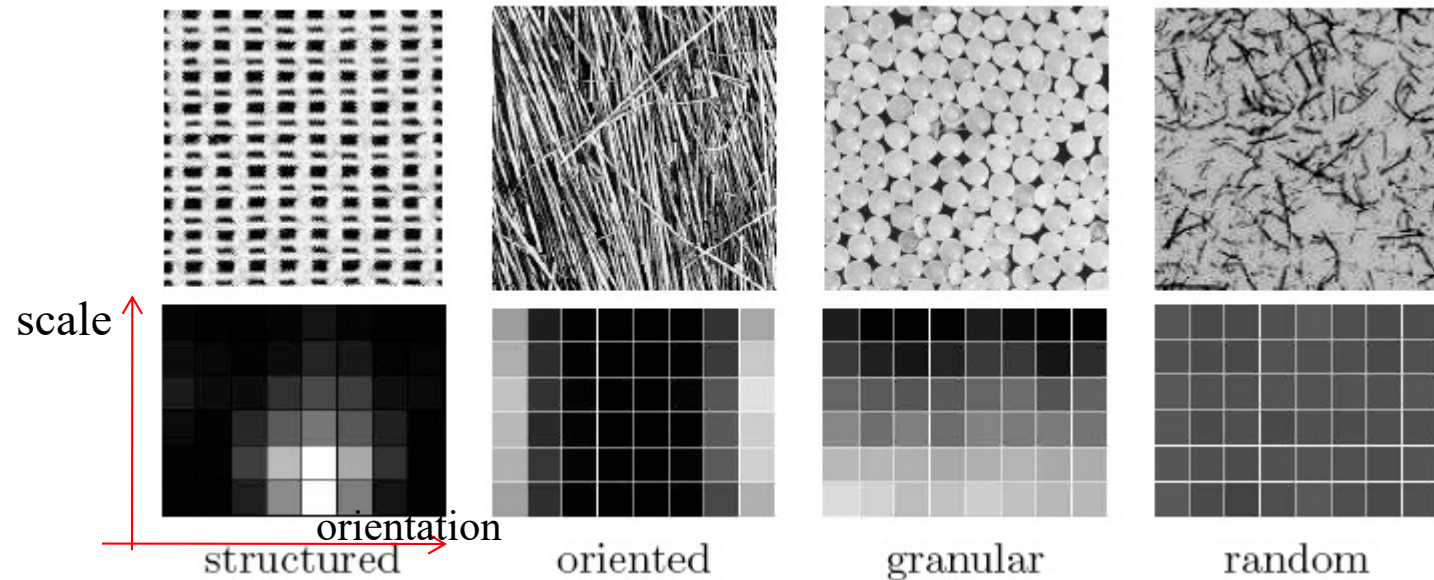 scale
orientation
structured
oriented
granular
random